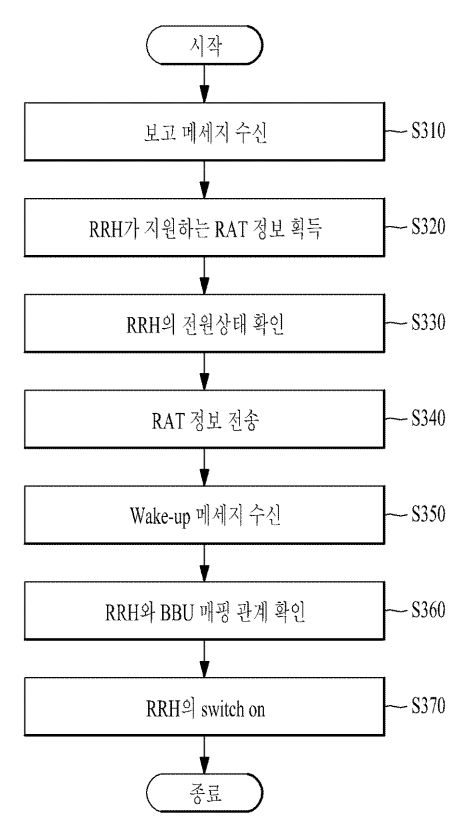 시작
보고 메세지 수신
S310
RRH가 지원하는 RAT 정보 획득
S320
RRH의 전원상태 확인
S330
RAT 정보 전송
S340
Wake-up 메세지 수신
S350
RRH와 BBU 매핑 관계 확인
S360
RRH의 switch on
S370
종료